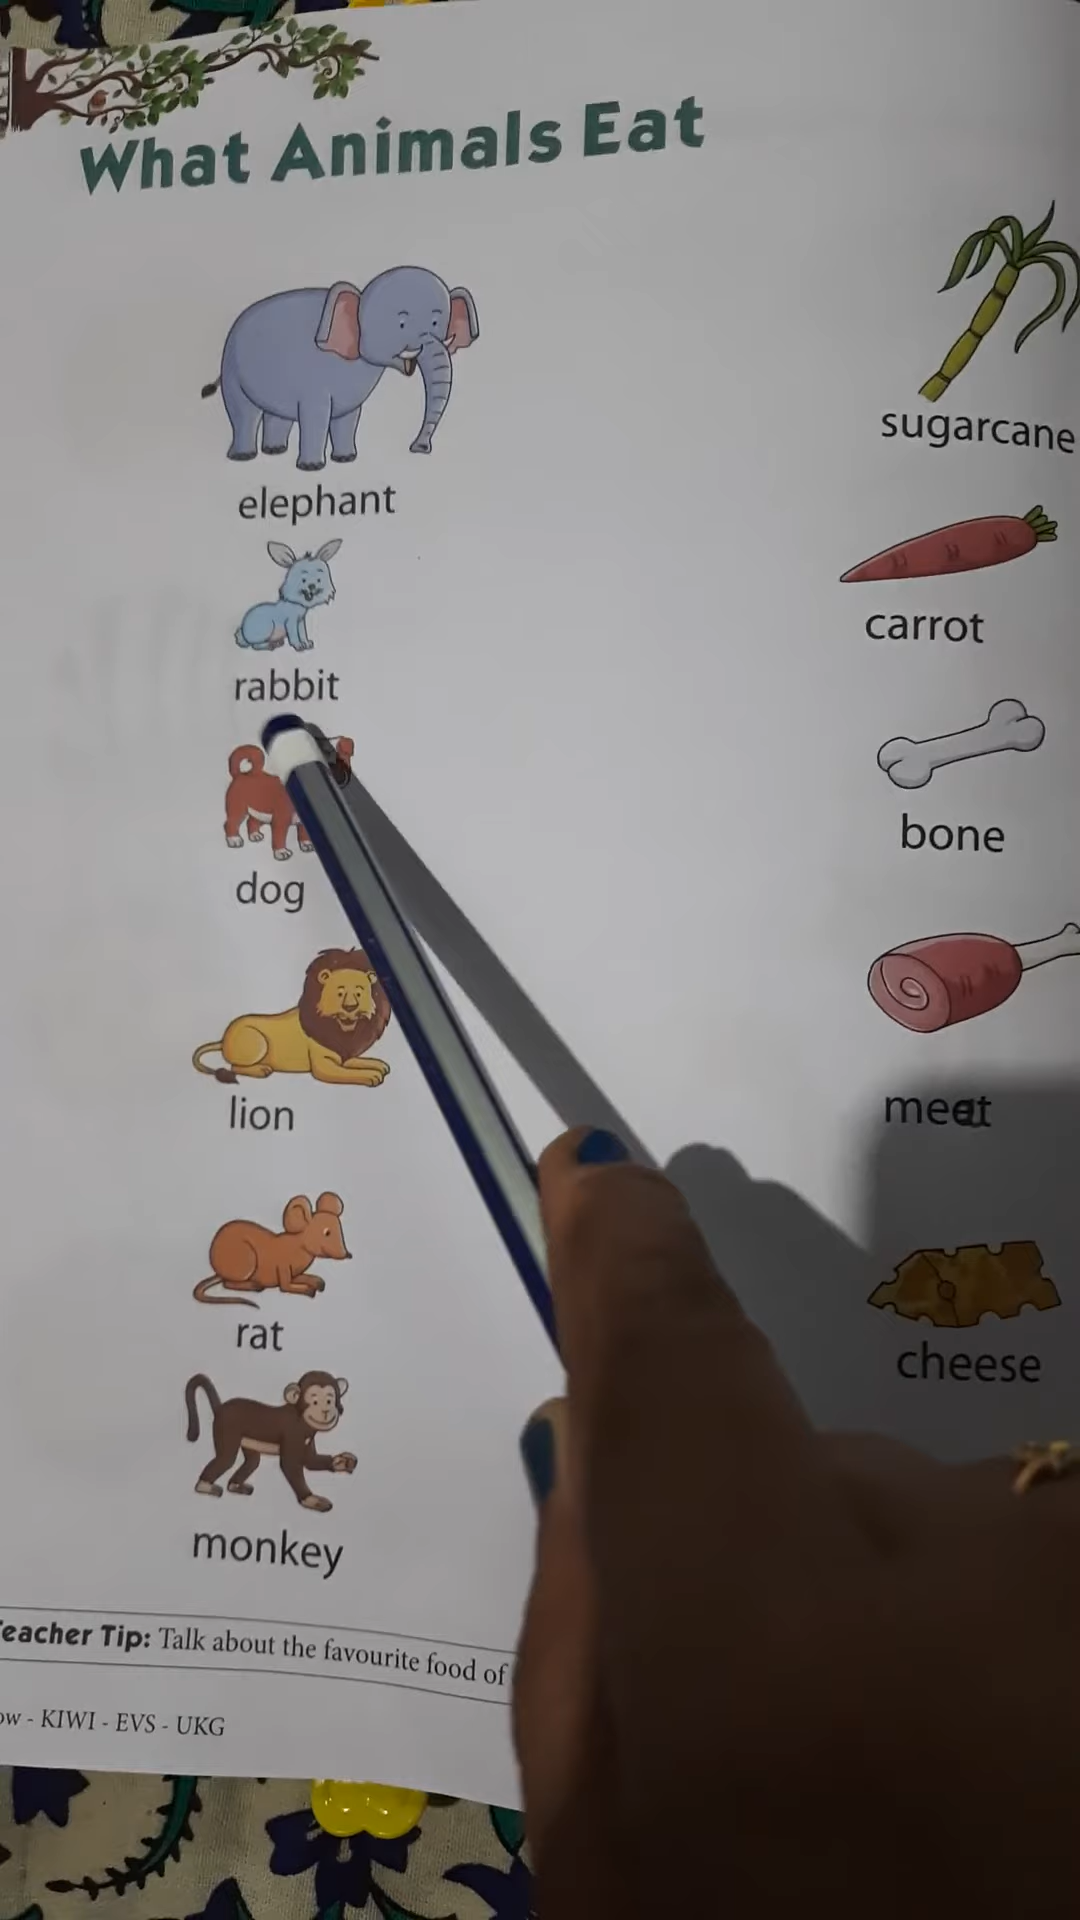 What Animals Eat
sugarcane
elephant
carrot
rabbit
bone
dog
meat
lion
rat
cheese
monkey
Teacher Tip: Talk about the favourite food of
- KIWI - EVS - UKG